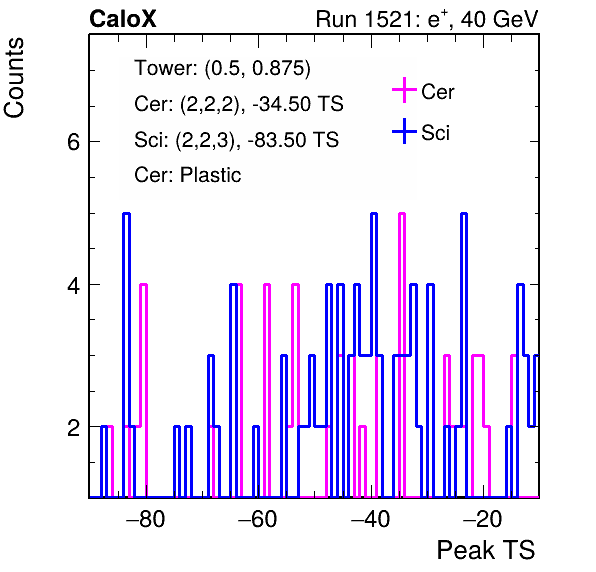 CaloX Run 1521: e⁺, 40 GeV
Counts
Tower: (0.5, 0.875)
Cer: (2,2,2), -34.50 TS
Sci: (2,2,3), -83.50 TS
Cer: Plastic
Cer
Sci
6
4
2
−80 −60 −40 −20
Peak TS